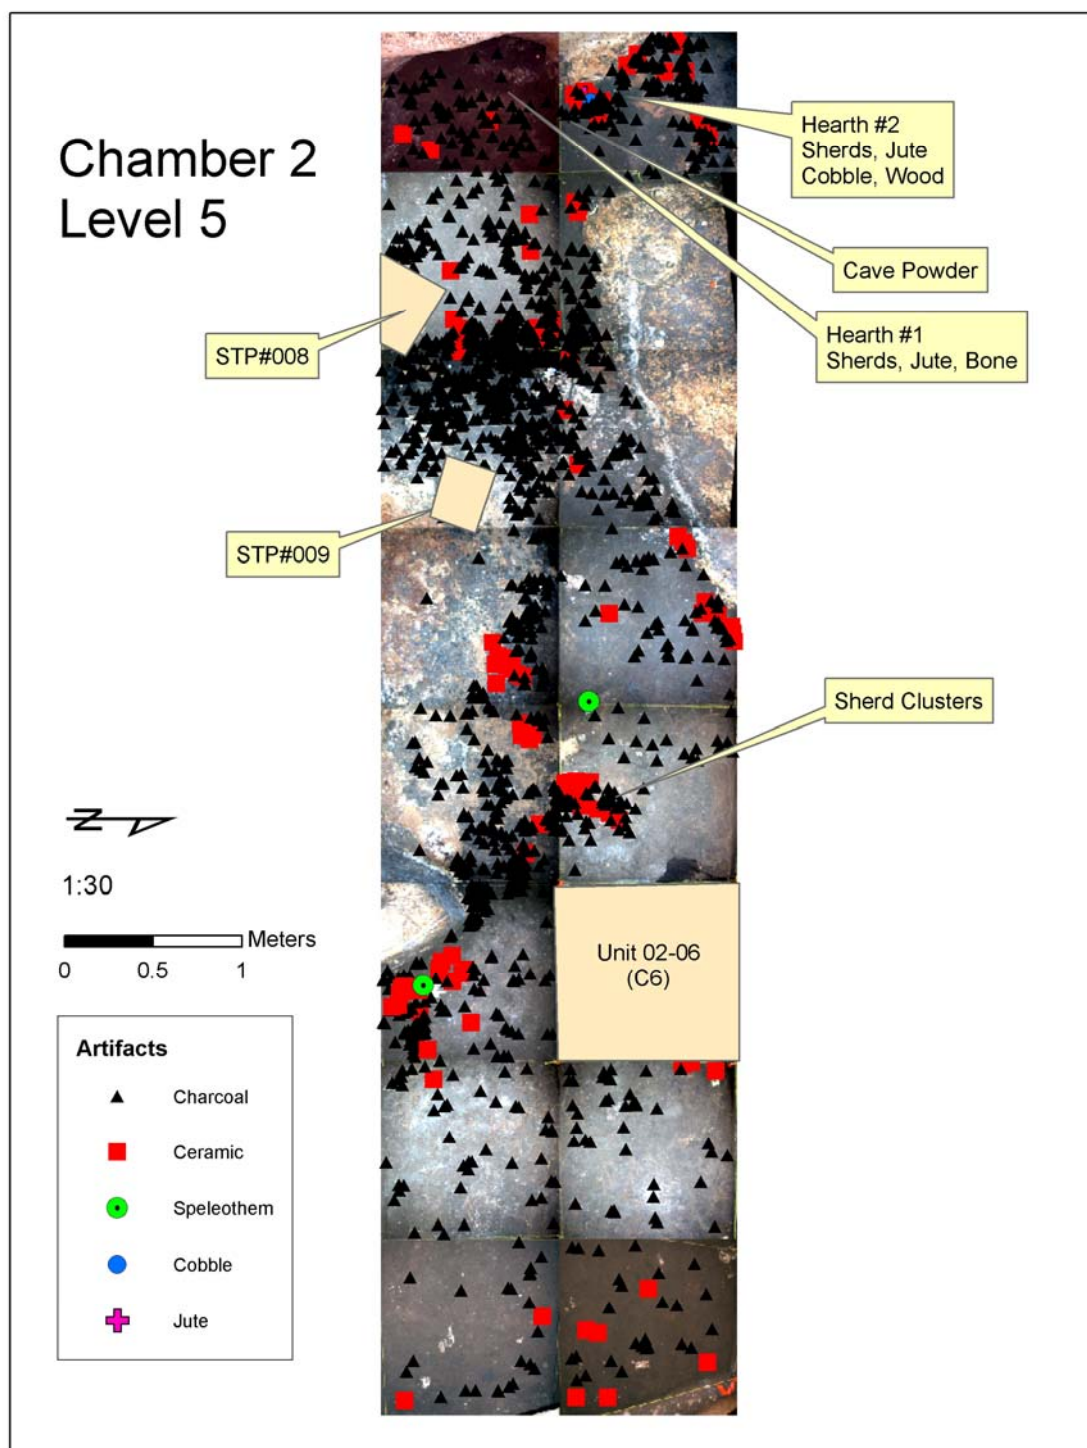 Chamber 2
Level 5
Hearth #2
Sherds, Jute
Cobble, Wood
Cave Powder
Hearth #1
Sherds, Jute, Bone
STP#008
STP#009
Sherd Clusters
N
1:30
Meters
0 0.5 1
Unit 02-06
(C6)
Artifacts
Charcoal
Ceramic
Speleothem
Cobble
Jute